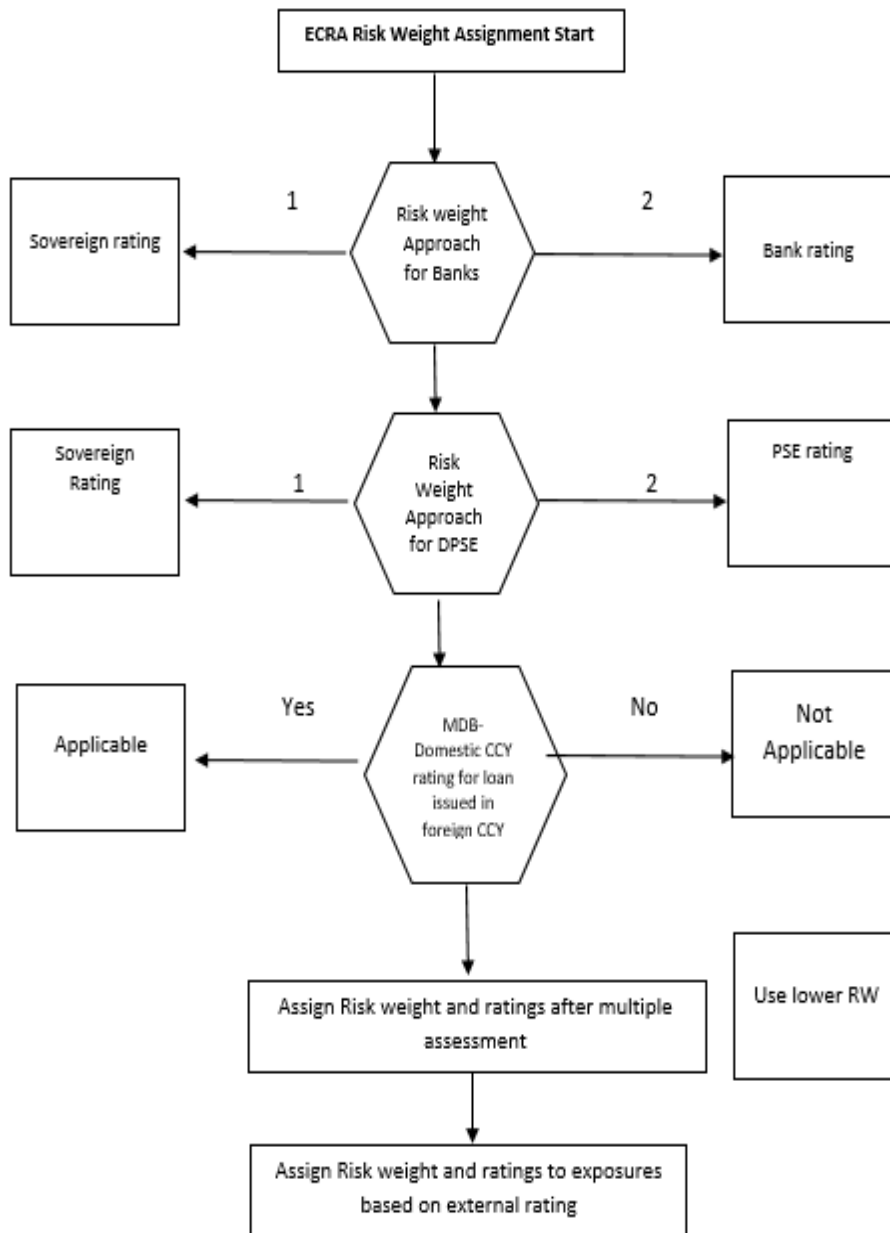 ECRA Risk Weight Assignment Start
1
2
Sovereign rating
Risk weight
Approach
for Banks
Bank rating
Sovereign
Rating
1
Risk
Weight
Approach
for DPSE
2
PSE rating
Applicable
Yes
MDB-
Domestic CCY
rating for loan
issued in
foreign CCY
No
Not
Applicable
Assign Risk weight and ratings after multiple
assessment
Use lower RW
Assign Risk weight and ratings to exposures
based on external rating